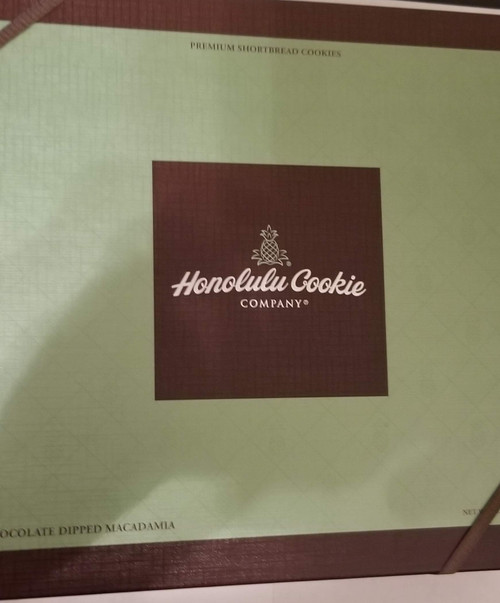 PREMIUM SHORTBREAD COOKIES
Honolulu Cookie
COMPANY®
OCOLATE DIPPED MACADAMIA